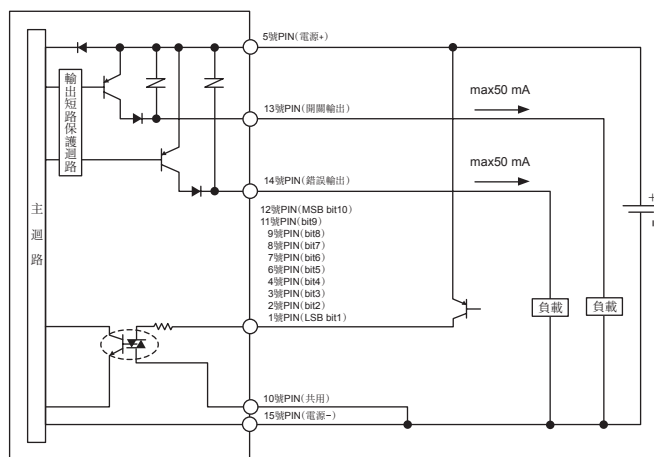 5號PIN(電源+)
輸出短路保護迴路
13號PIN(開關輸出)
max50 mA
14號PIN(錯誤輸出)
max50 mA
主迴路
12號PIN(MSB bit10)
11號PIN(bit9)
9號PIN(bit8)
8號PIN(bit7)
7號PIN(bit6)
6號PIN(bit5)
4號PIN(bit4)
3號PIN(bit3)
2號PIN(bit2)
1號PIN(LSB bit1)
負載
負載
+
10號PIN(共用)
15號PIN(電源−)